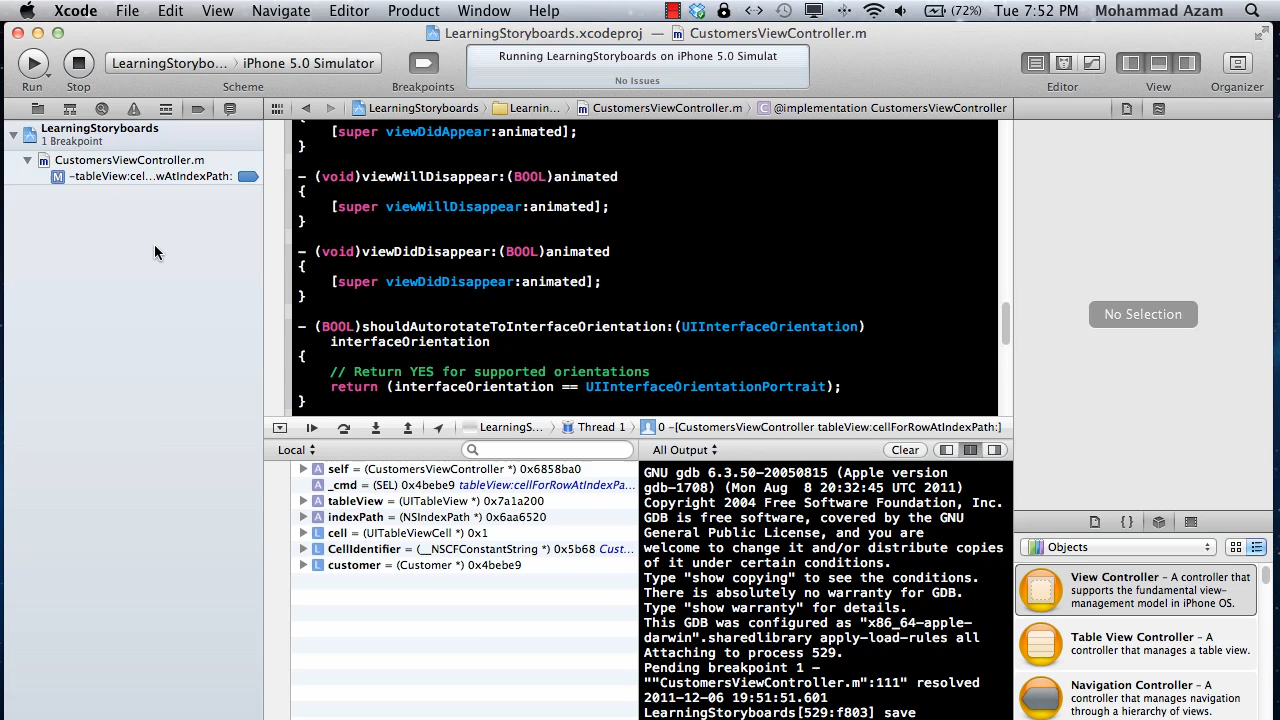 Xcode File Edit View Navigate Editor Product Window Help (72%) Tue 7:52 PM Mohammad Azam
LearningStoryboards.xcodeproj — CustomersViewController.m
LearningStorybo... iPhone 5.0 Simulator
Running LearningStoryboards on iPhone 5.0 Simulat
No Issues
Run Stop Scheme Breakpoints Editor View Organizer
LearningStoryboards Learnin... CustomersViewController.m @implementation CustomersViewController
LearningStoryboards
1 Breakpoint
CustomersViewController.m
-tableView:cel...wAtIndexPath:
{
[super viewDidAppear:animated];
}
- (void)viewWillDisappear:(BOOL)animated
{
[super viewWillDisappear:animated];
}
- (void)viewDidDisappear:(BOOL)animated
{
[super viewDidDisappear:animated];
}
- (BOOL)shouldAutorotateToInterfaceOrientation:(UIInterfaceOrientation)
interfaceOrientation
{
// Return YES for supported orientations
return (interfaceOrientation == UIInterfaceOrientationPortrait);
}
No Selection
LearningS... Thread 1 0 -[CustomersViewController tableView:cellForRowAtIndexPath:]
Local
All Output Clear
A self = (CustomersViewController *) 0x6858ba0
A _cmd = (SEL) 0x4bebe9 tableView:cellForRowAtIndexPa...
A tableView = (UITableView *) 0x7a1a200
A indexPath = (NSIndexPath *) 0x6aa6520
L cell = (UITableViewCell *) 0x1
L CellIdentifier = (__NSCFConstantString *) 0x5b68 Cust...
L customer = (Customer *) 0x4bebe9
GNU gdb 6.3.50-20050815 (Apple version
gdb-1708) (Mon Aug  8 20:32:45 UTC 2011)
Copyright 2004 Free Software Foundation, Inc.
GDB is free software, covered by the GNU
General Public License, and you are
welcome to change it and/or distribute copies
of it under certain conditions.
Type "show copying" to see the conditions.
There is absolutely no warranty for GDB.
Type "show warranty" for details.
This GDB was configured as "x86_64-apple-
darwin".sharedlibrary apply-load-rules all
Attaching to process 529.
Pending breakpoint 1 -
""CustomersViewController.m":111" resolved
2011-12-06 19:51:51.601
LearningStoryboards[529:f803] save
Objects
View Controller - A controller that
supports the fundamental view-
management model in iPhone OS.
Table View Controller - A
controller that manages a table view.
Navigation Controller - A
controller that manages navigation
through a hierarchy of views.